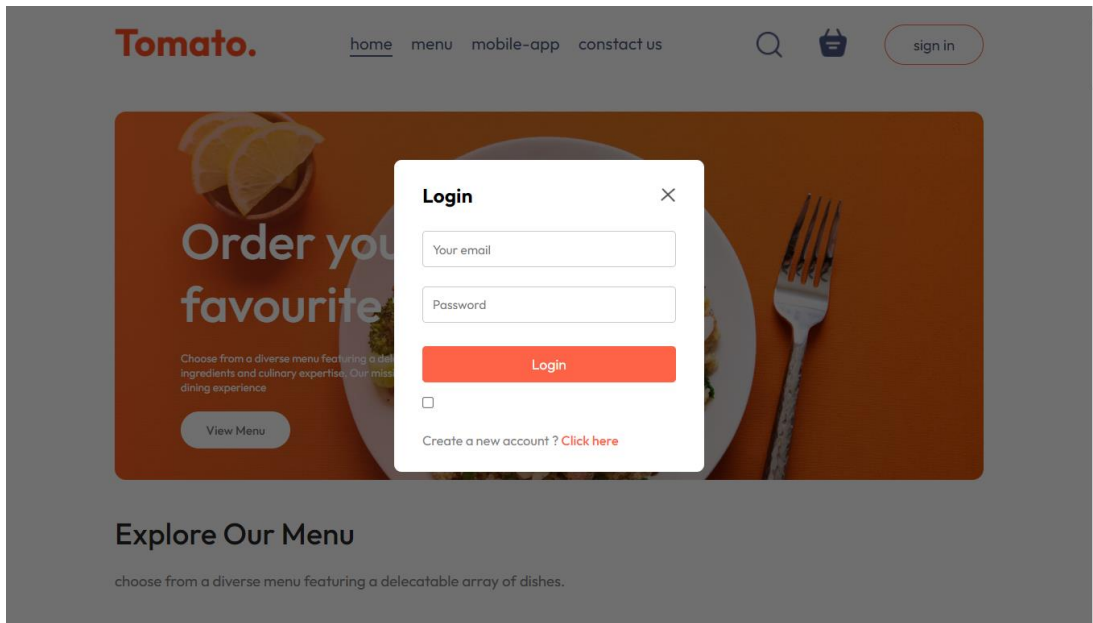 Tomato.
home menu mobile-app constact us
sign in
Login
Your email
Password
Login
Create a new account ? Click here
Order you
favourite
Choose from a diverse menu featuring a del
ingredients and culinary expertise. Our miss
dining experience
View Menu
Explore Our Menu
choose from a diverse menu featuring a delecatable array of dishes.